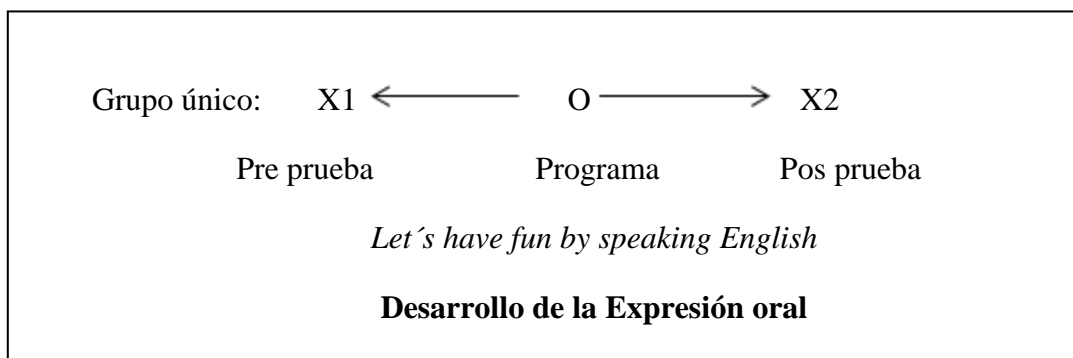 Grupo único: X1 O X2
Pre prueba Programa Pos prueba
Let´s have fun by speaking English
Desarrollo de la Expresión oral